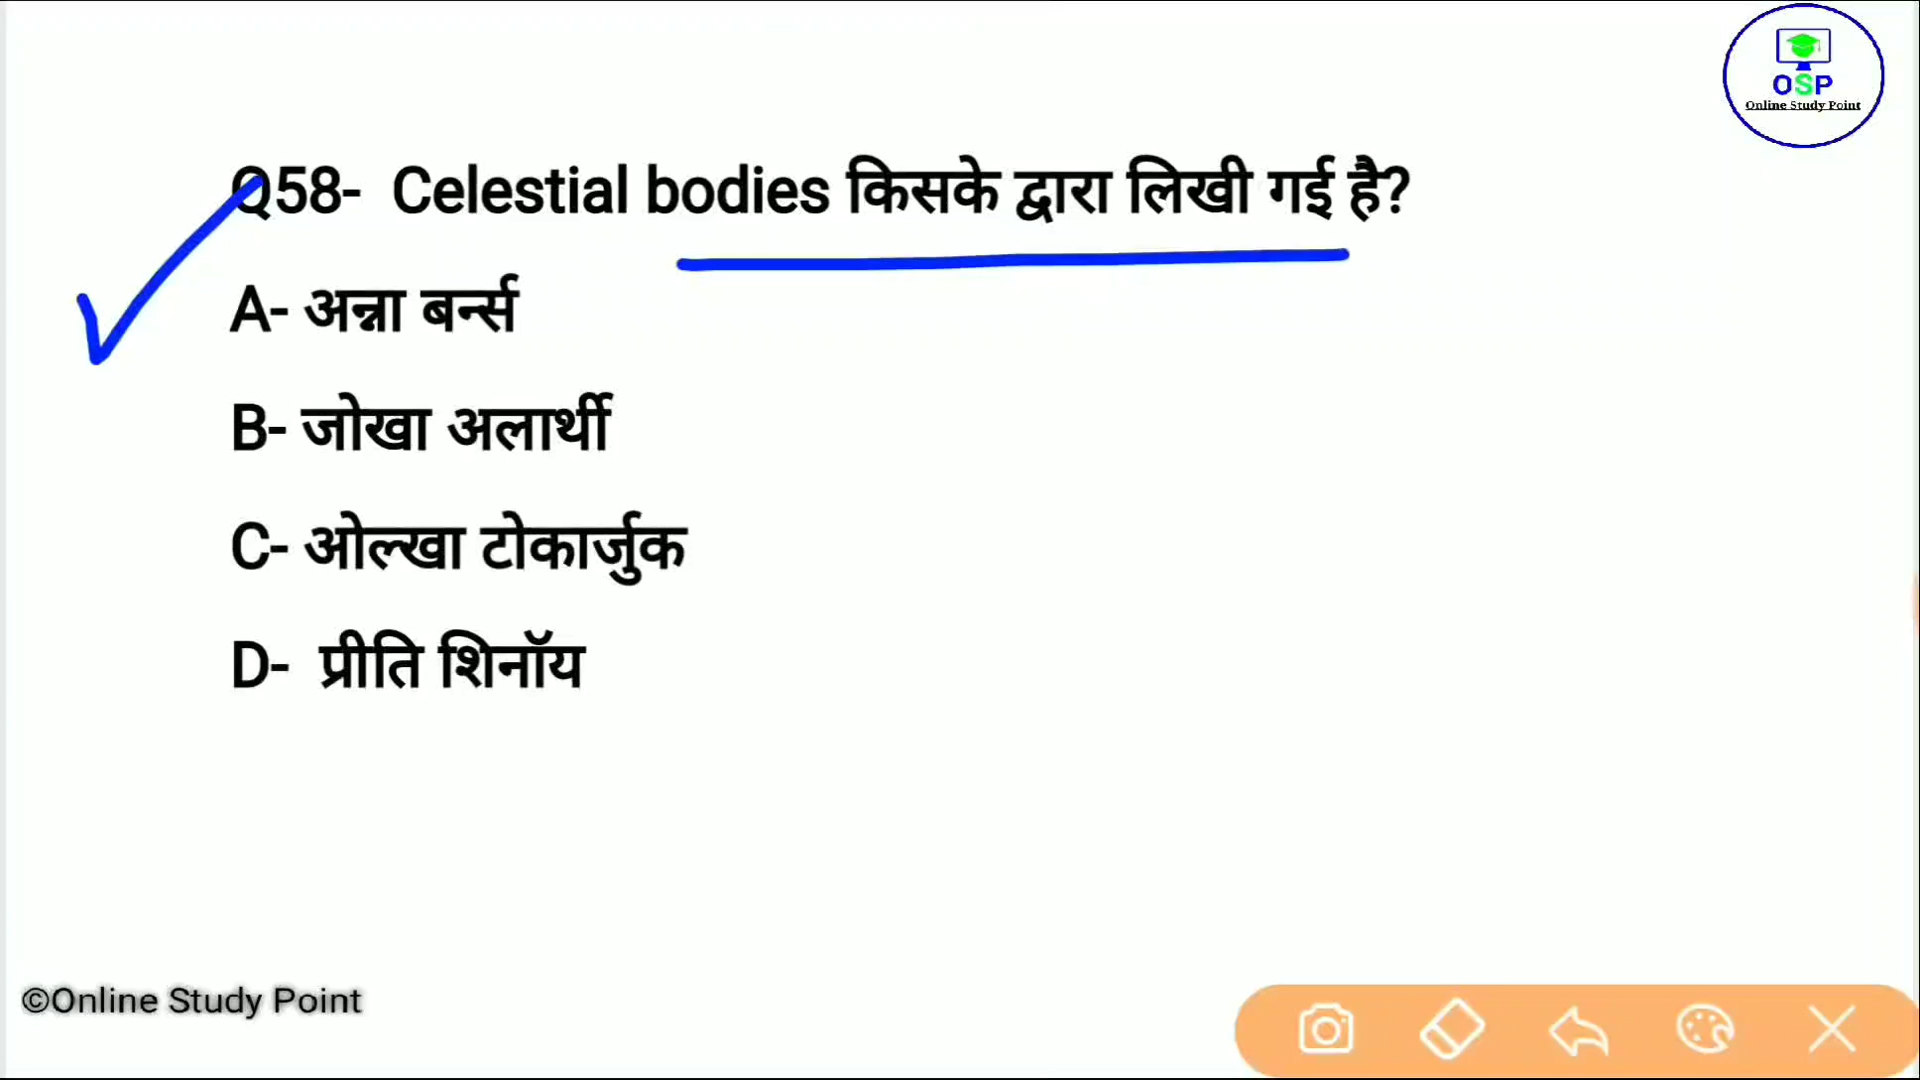 OSP
Online Study Point
Q58- Celestial bodies किसके द्वारा लिखी गई है?
A- अन्ना बर्न्स
B- जोखा अलार्थी
C- ओल्खा टोकार्जुक
D- प्रीति शिनॉय
©Online Study Point